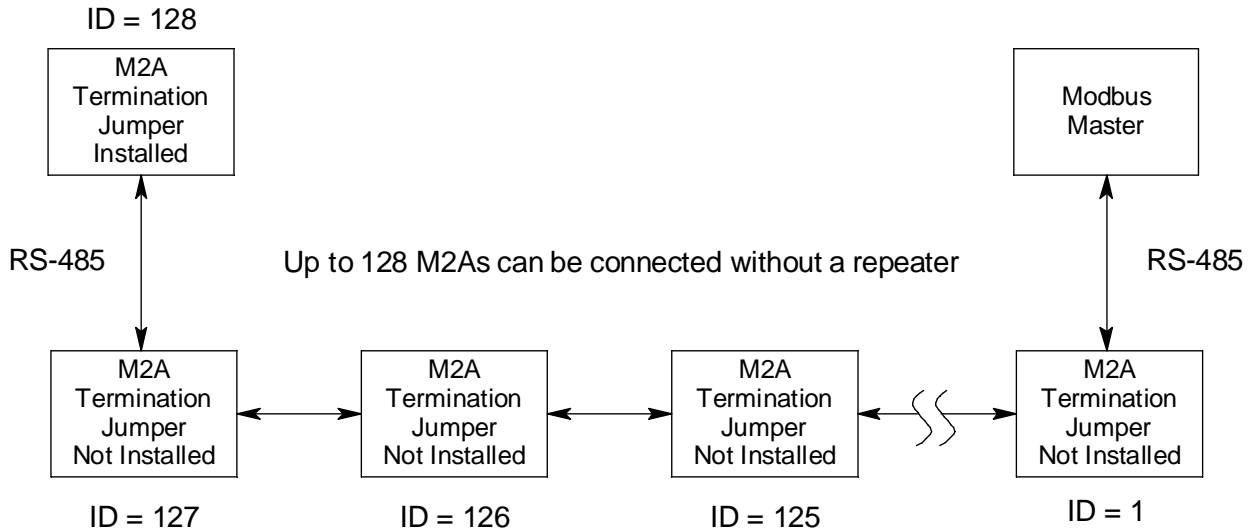 ID = 128
M2A
Termination
Jumper
Installed
Modbus
Master
RS-485
Up to 128 M2As can be connected without a repeater
RS-485
M2A
Termination
Jumper
Not Installed
M2A
Termination
Jumper
Not Installed
M2A
Termination
Jumper
Not Installed
M2A
Termination
Jumper
Not Installed
ID = 127
ID = 126
ID = 125
ID = 1